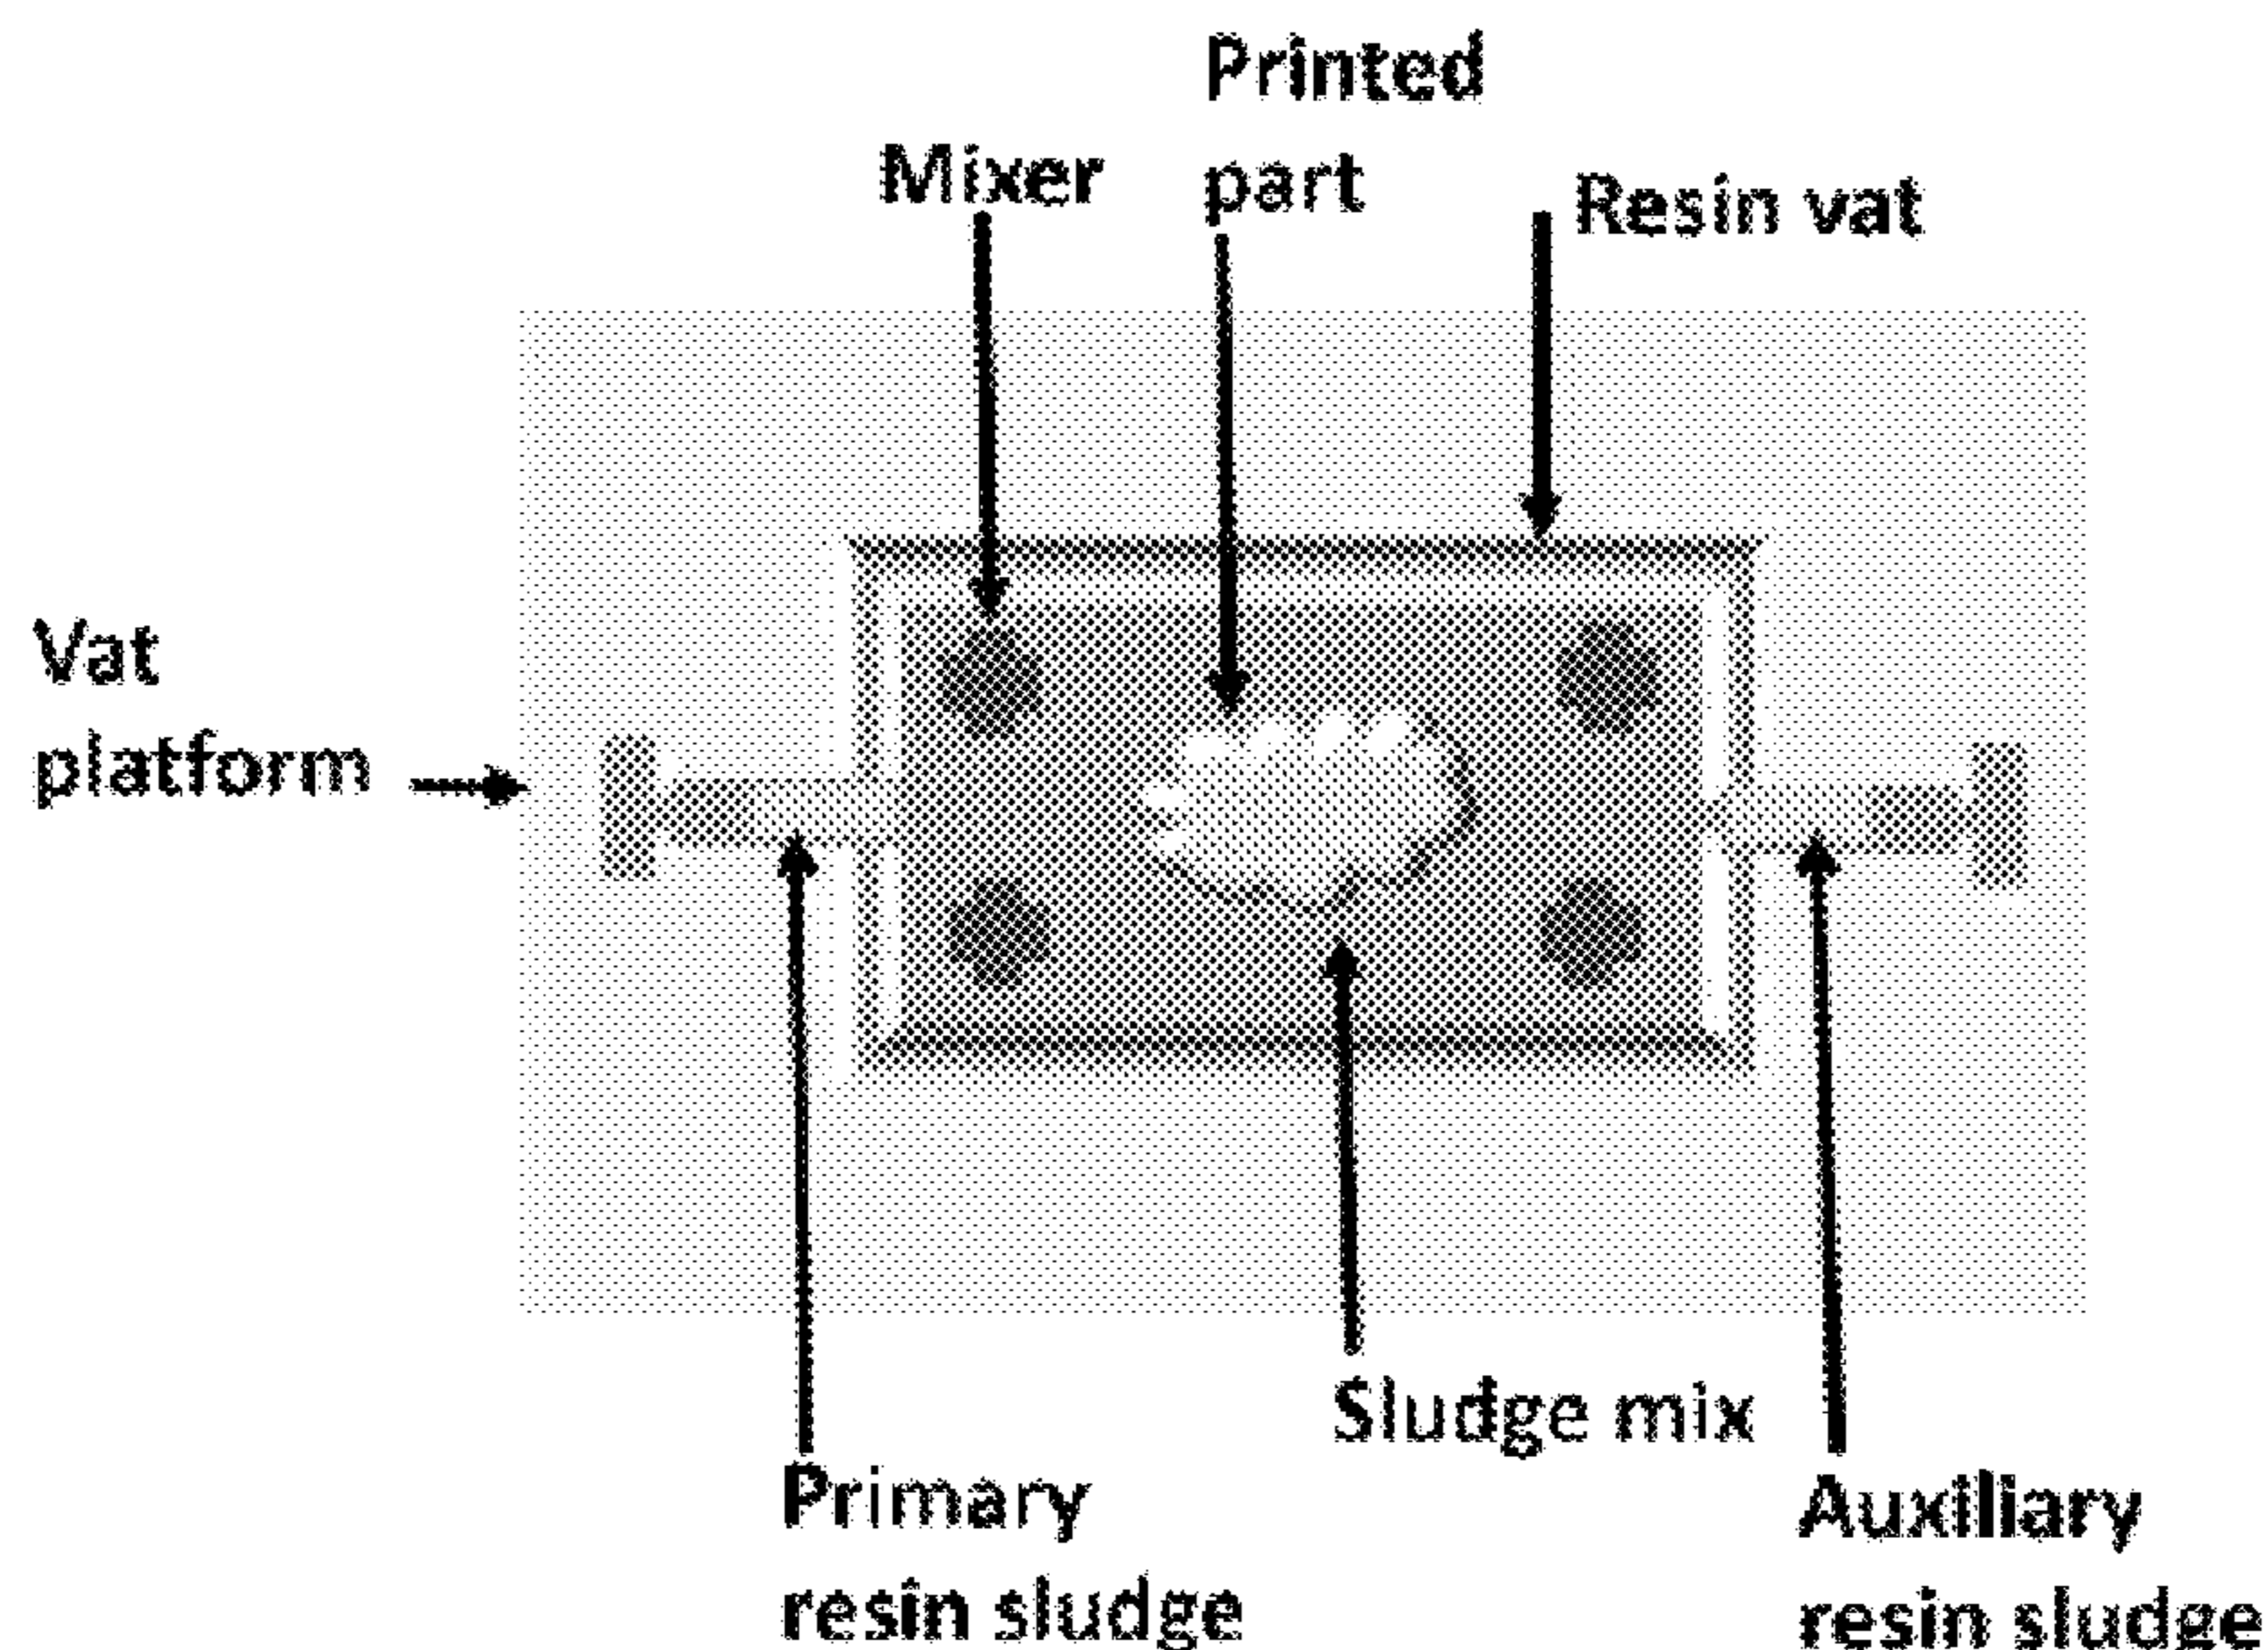 Printed
part
Mixer
Resin vat
Vat
platform
Sludge mix
Primary
resin sludge
Auxiliary
resin sludge